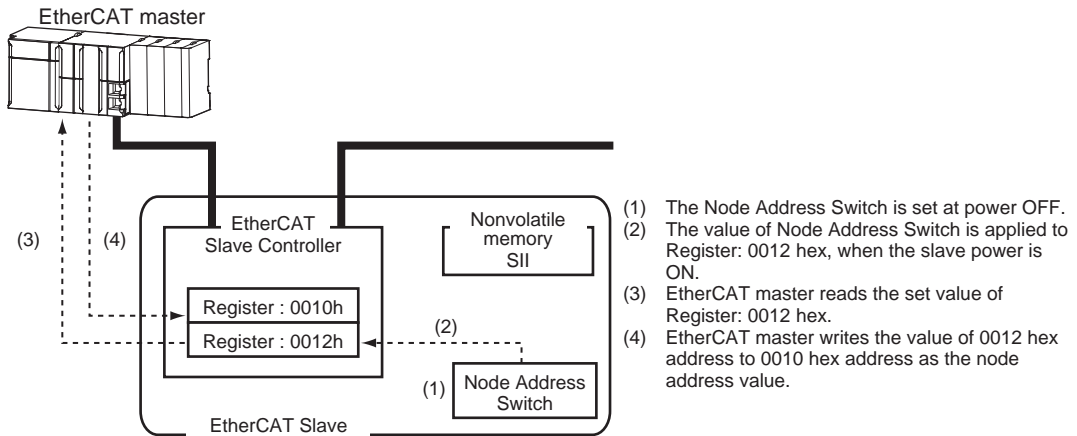 EtherCAT master
(3)
(4)
EtherCAT
Slave Controller
Register : 0010h
Register : 0012h
Nonvolatile
memory
SII
(2)
(1)
Node Address
Switch
EtherCAT Slave
(1) The Node Address Switch is set at power OFF.
(2) The value of Node Address Switch is applied to
Register: 0012 hex, when the slave power is
ON.
(3) EtherCAT master reads the set value of
Register: 0012 hex.
(4) EtherCAT master writes the value of 0012 hex
address to 0010 hex address as the node
address value.